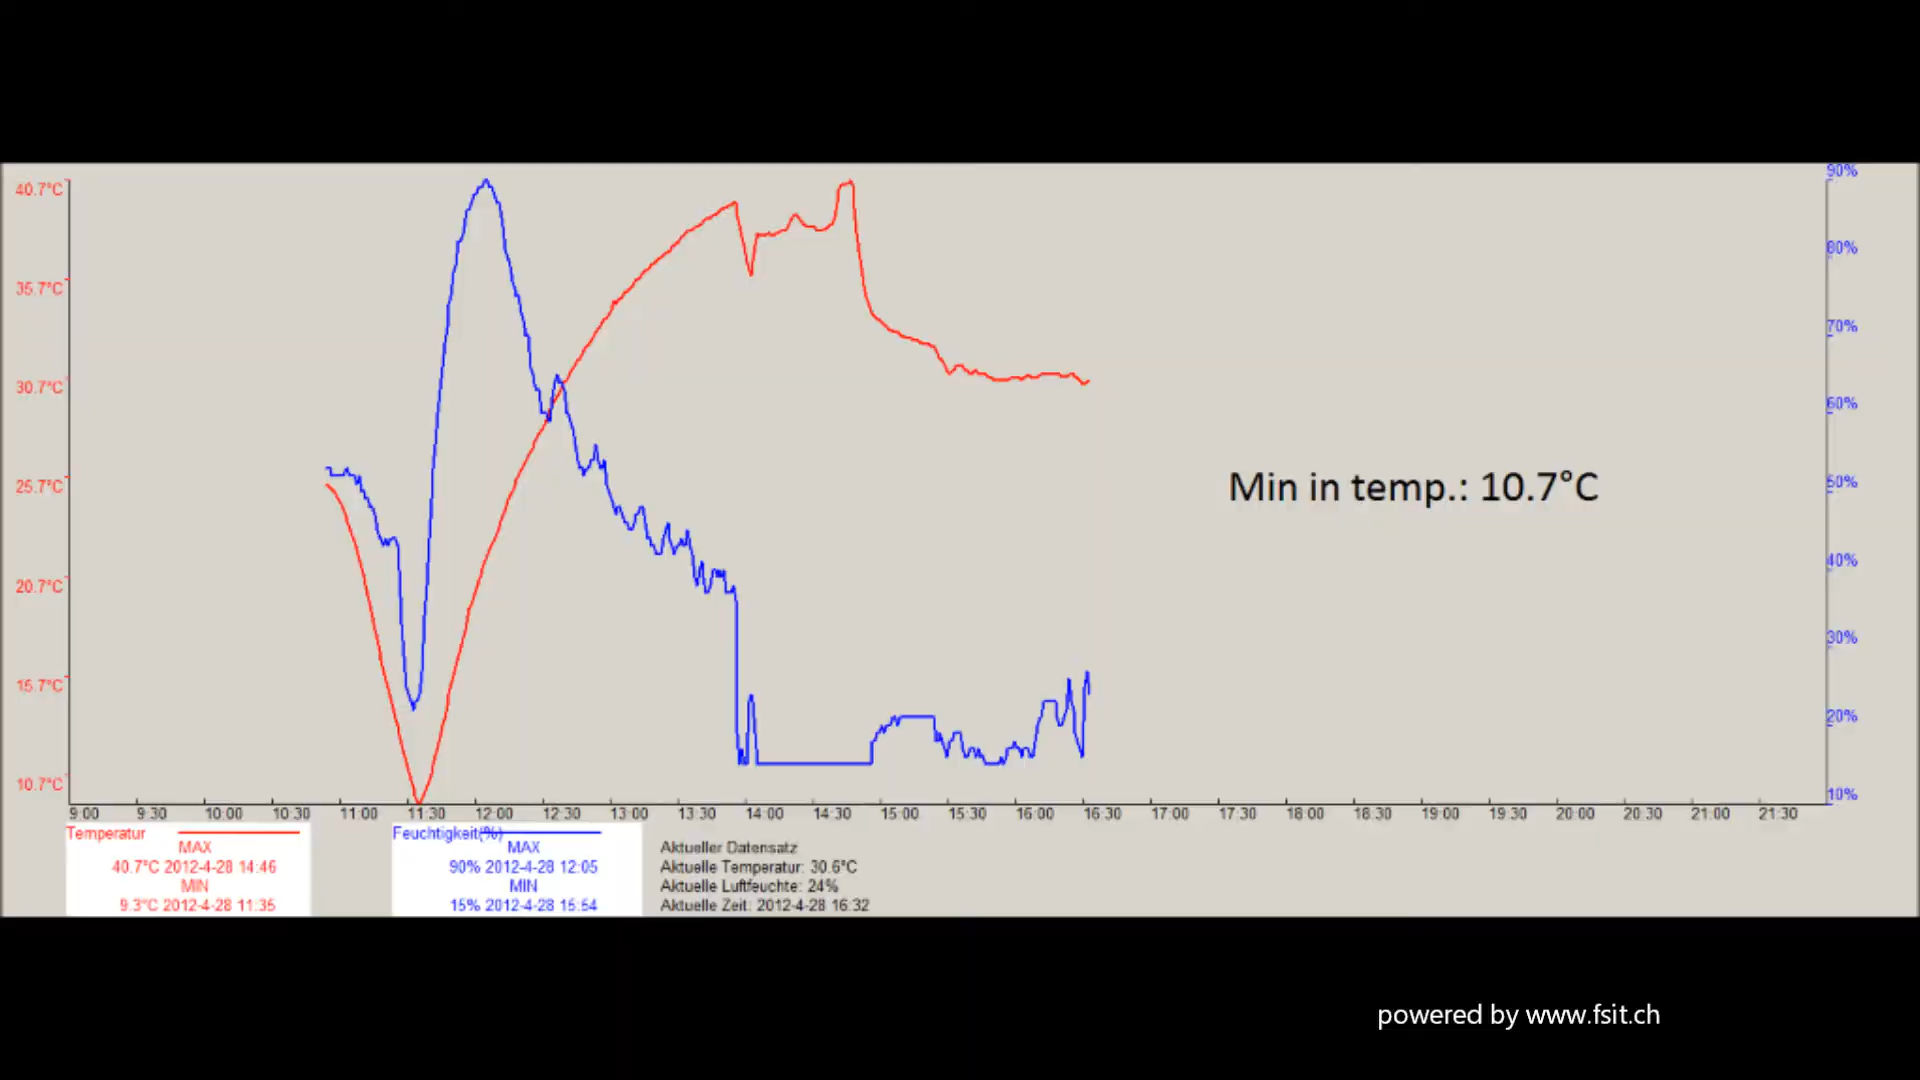 90%
40.7°C
80%
35.7°C
70%
30.7°C
60%
25.7°C
Min in temp.: 10.7°C
50%
40%
20.7°C
30%
15.7°C
20%
10.7°C
10%
9:00 9:30 10:00 10:30 11:00 11:30 12:00 12:30 13:00 13:30 14:00 14:30 15:00 15:30 16:00 16:30 17:00 17:30 18:00 18:30 19:00 19:30 20:00 20:30 21:00 21:30
Temperatur
MAX
40.7°C 2012-4-28 14:46
MIN
9.3°C 2012-4-28 11:35
Feuchtigkeit(%)
MAX
90% 2012-4-28 12:05
MIN
15% 2012-4-28 15:54
Aktueller Datensatz
Aktuelle Temperatur: 30.6°C
Aktuelle Luftfeuchte: 24%
Aktuelle Zeit: 2012-4-28 16:32
powered by www.fsit.ch